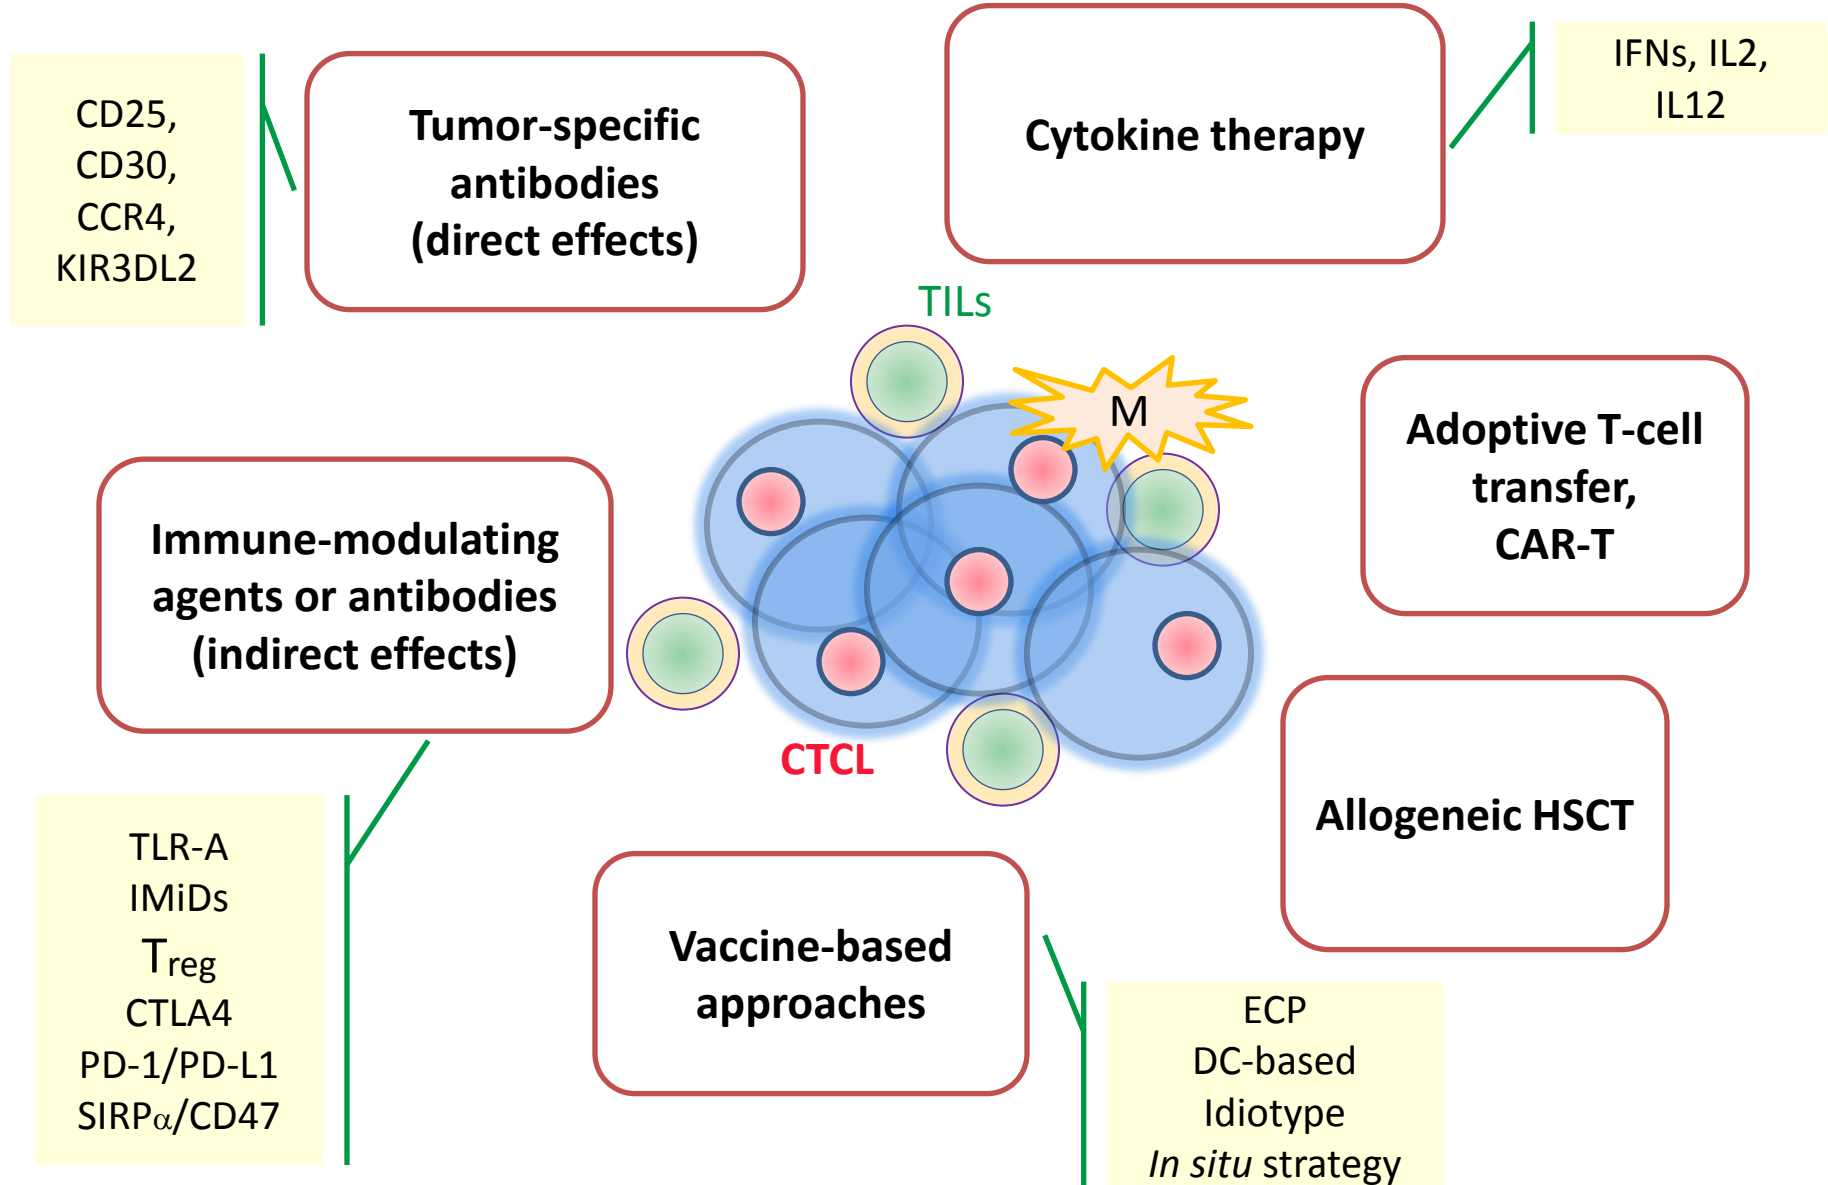 CD25,
CD30,
CCR4,
KIR3DL2
Tumor-specific
antibodies
(direct effects)
Cytokine therapy
IFNs, IL2,
IL12
TILs
M
Adoptive T-cell
transfer,
CAR-T
Immune-modulating
agents or antibodies
(indirect effects)
CTCL
Allogeneic HSCT
TLR-A
IMiDs
Treg
CTLA4
PD-1/PD-L1
SIRPα/CD47
Vaccine-based
approaches
ECP
DC-based
Idiotype
In situ strategy